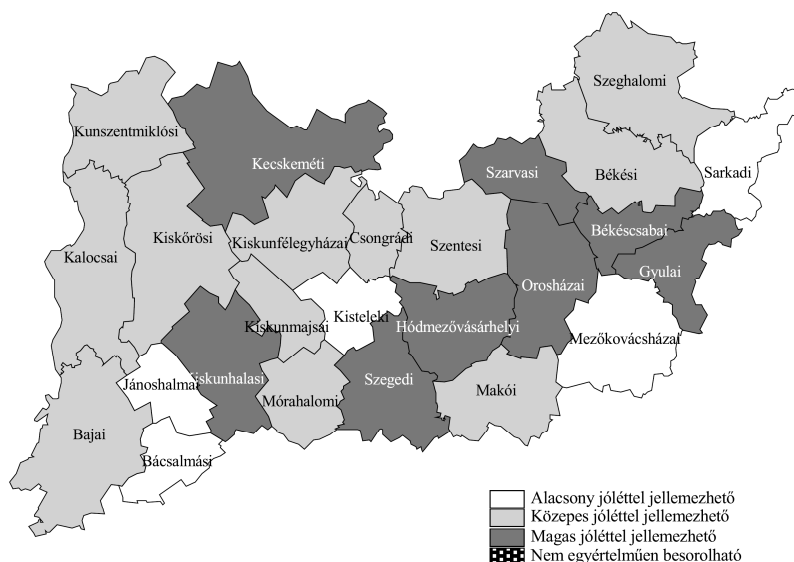 Szeghalomi
Kunszentmiklósi
Kecskeméti
Szarvasi
Békési
Sarkadi
Kiskőrösi
Kiskunfélegyházai
Csongrádi
Szentesi
Békéscsabai
Kalocsai
Gyulai
Orosházai
Kiskunmajsai
Kisteleki
Hódmezővásárhelyi
Mezőkovácsházai
Jánoshalmai
Kiskunhalasi
Szegedi
Makói
Mórahalomi
Bajai
Bácsalmási
Alacsony jóléttel jellemezhető
Közepes jóléttel jellemezhető
Magas jóléttel jellemezhető
Nem egyértelműen besorolható